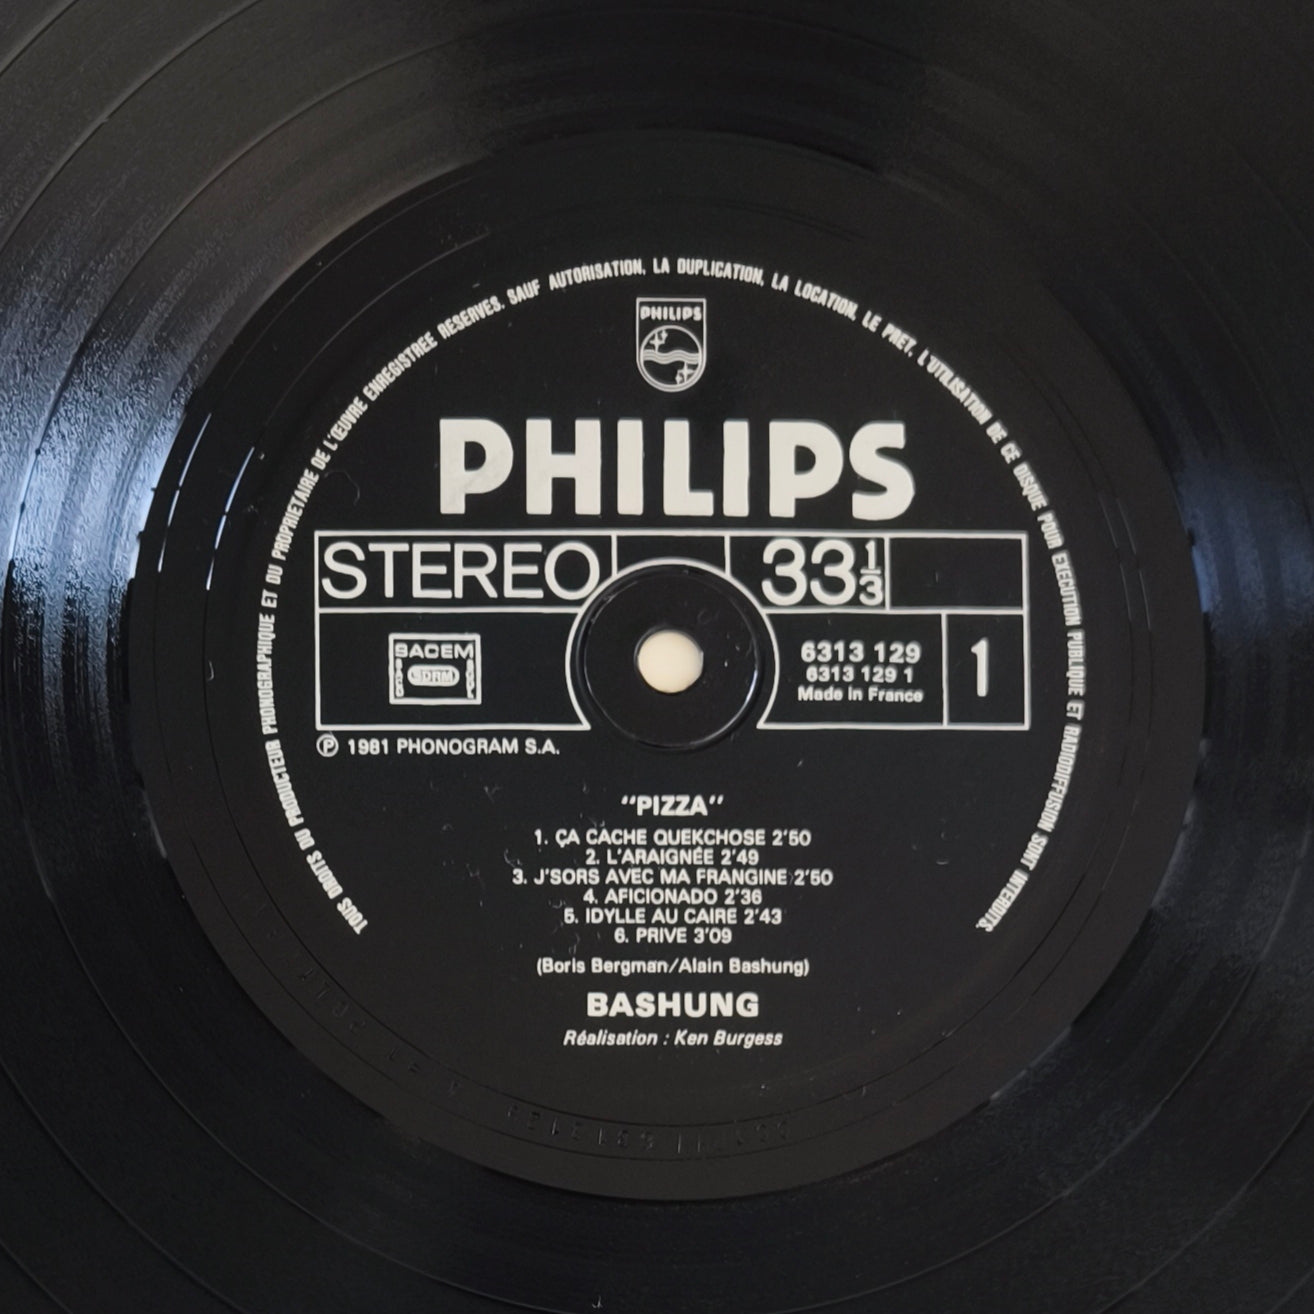 TOUS DROITS DU PRODUCTEUR PHONOGRAPHIQUE ET DU PROPRIETAIRE DE L'ŒUVRE ENREGISTREE RESERVES. SAUF AUTORISATION, LA DUPLICATION, LA LOCATION, LE PRET, L'UTILISATION DE CE DISQUE POUR EXECUTION PUBLIQUE ET RADIODIFFUSION SONT INTERDITS.
PHILIPS
PHILIPS
STEREO 33 1/3
SACEM
SDRM
6313 129
6313 129 1
Made in France
1
Ⓟ 1981 PHONOGRAM S.A.
"PIZZA"
1. ÇA CACHE QUEKCHOSE 2'50
2. L'ARAIGNÉE 2'49
3. J'SORS AVEC MA FRANGINE 2'50
4. AFICIONADO 2'36
5. IDYLLE AU CAIRE 2'43
6. PRIVE 3'09
(Boris Bergman/Alain Bashung)
BASHUNG
Réalisation : Ken Burgess